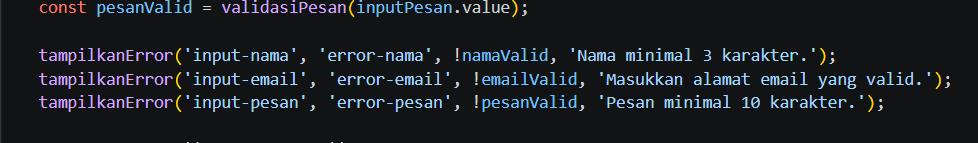 const pesanValid = validasiPesan(inputPesan.value);
tampilkanError('input-nama', 'error-nama', !namaValid, 'Nama minimal 3 karakter.');
tampilkanError('input-email', 'error-email', !emailValid, 'Masukkan alamat email yang valid.');
tampilkanError('input-pesan', 'error-pesan', !pesanValid, 'Pesan minimal 10 karakter.');